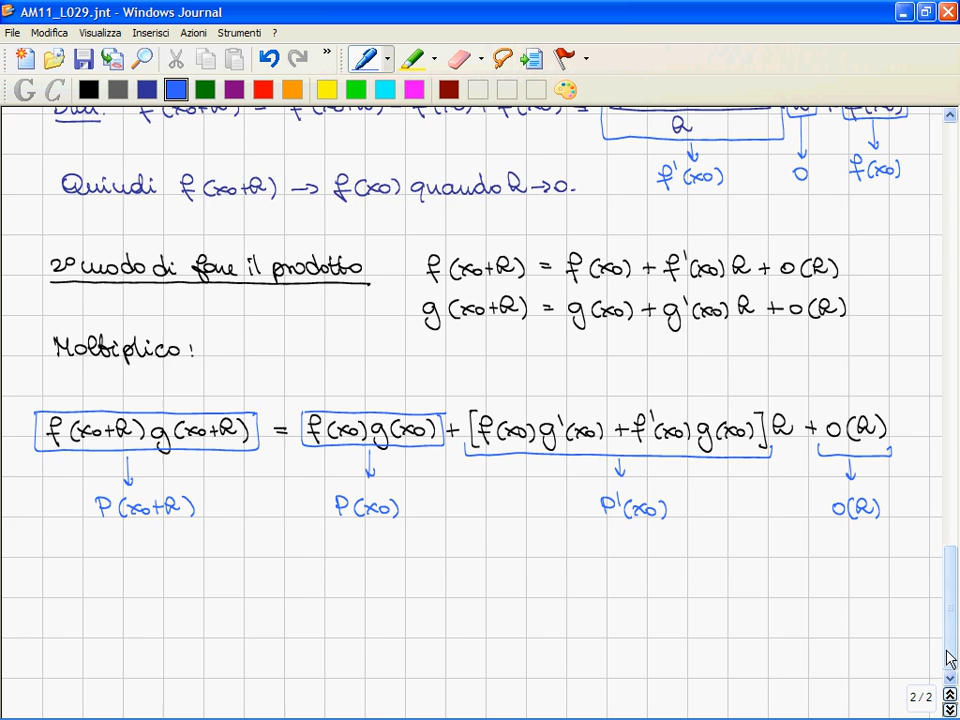 AM11_L029.jnt - Windows Journal
File Modifica Visualizza Inserisci Azioni Strumenti ?
»
G C
f(x0+h) =
h
f'(x0) 0 f(x0)
Quindi f(x0+h) → f(x0) quando h→0.
2° modo di fare il prodotto
f(x0+h) = f(x0) + f'(x0)h + o(h)
g(x0+h) = g(x0) + g'(x0)h + o(h)
Moltiplico:
f(x0+h)g(x0+h) = f(x0)g(x0) + [f(x0)g'(x0) + f'(x0)g(x0)]h + o(h)
P(x0+h) P(x0) P'(x0) o(h)
2 / 2